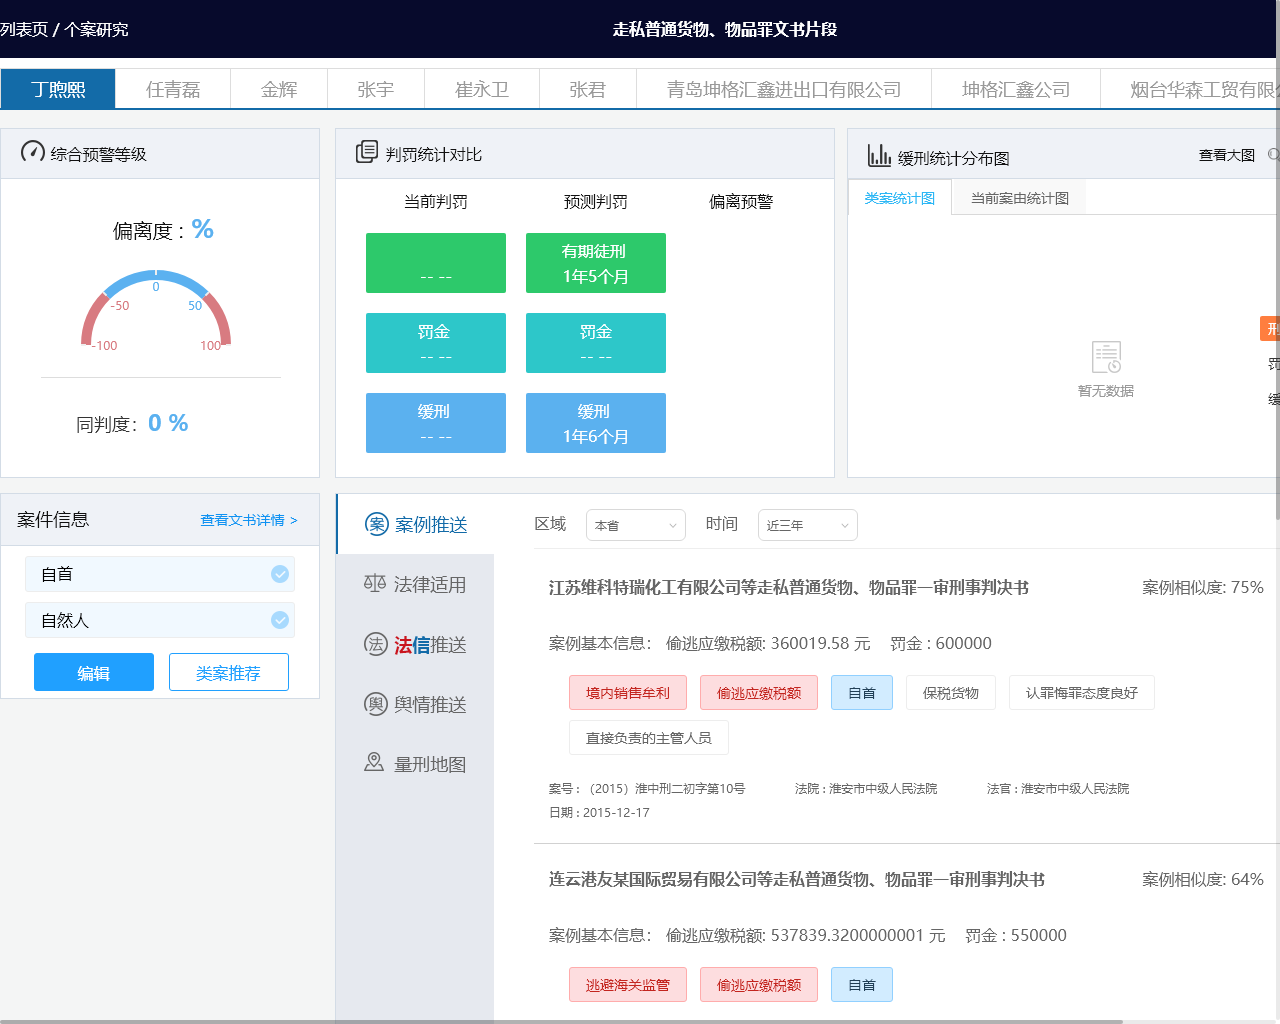 列表页 / 个案研究
走私普通货物、物品罪文书片段
丁煦熙 任青磊 金辉 张宇 崔永卫 张君 青岛坤格汇鑫进出口有限公司 坤格汇鑫公司 烟台华森工贸有限
综合预警等级
偏离度 : %
0
-50 50
-100 100
同判度：0 %
判罚统计对比
当前判罚 预测判罚 偏离预警
有期徒刑
-- -- 1年5个月
罚金 罚金
-- -- -- --
缓刑 缓刑
-- -- 1年6个月
缓刑统计分布图 查看大图
类案统计图 当前案由统计图
暂无数据
刑
罚
缓
案件信息 查看文书详情 >
自首
自然人
编辑 类案推荐
案例推送
法律适用
法信推送
舆情推送
量刑地图
区域 本省 时间 近三年
江苏维科特瑞化工有限公司等走私普通货物、物品罪一审刑事判决书 案例相似度: 75%
案例基本信息： 偷逃应缴税额: 360019.58 元 罚金 : 600000
境内销售牟利 偷逃应缴税额 自首 保税货物 认罪悔罪态度良好
直接负责的主管人员
案号 : （2015）淮中刑二初字第10号 法院 : 淮安市中级人民法院 法官 : 淮安市中级人民法院
日期 : 2015-12-17
连云港友某国际贸易有限公司等走私普通货物、物品罪一审刑事判决书 案例相似度: 64%
案例基本信息： 偷逃应缴税额: 537839.3200000001 元 罚金 : 550000
逃避海关监管 偷逃应缴税额 自首